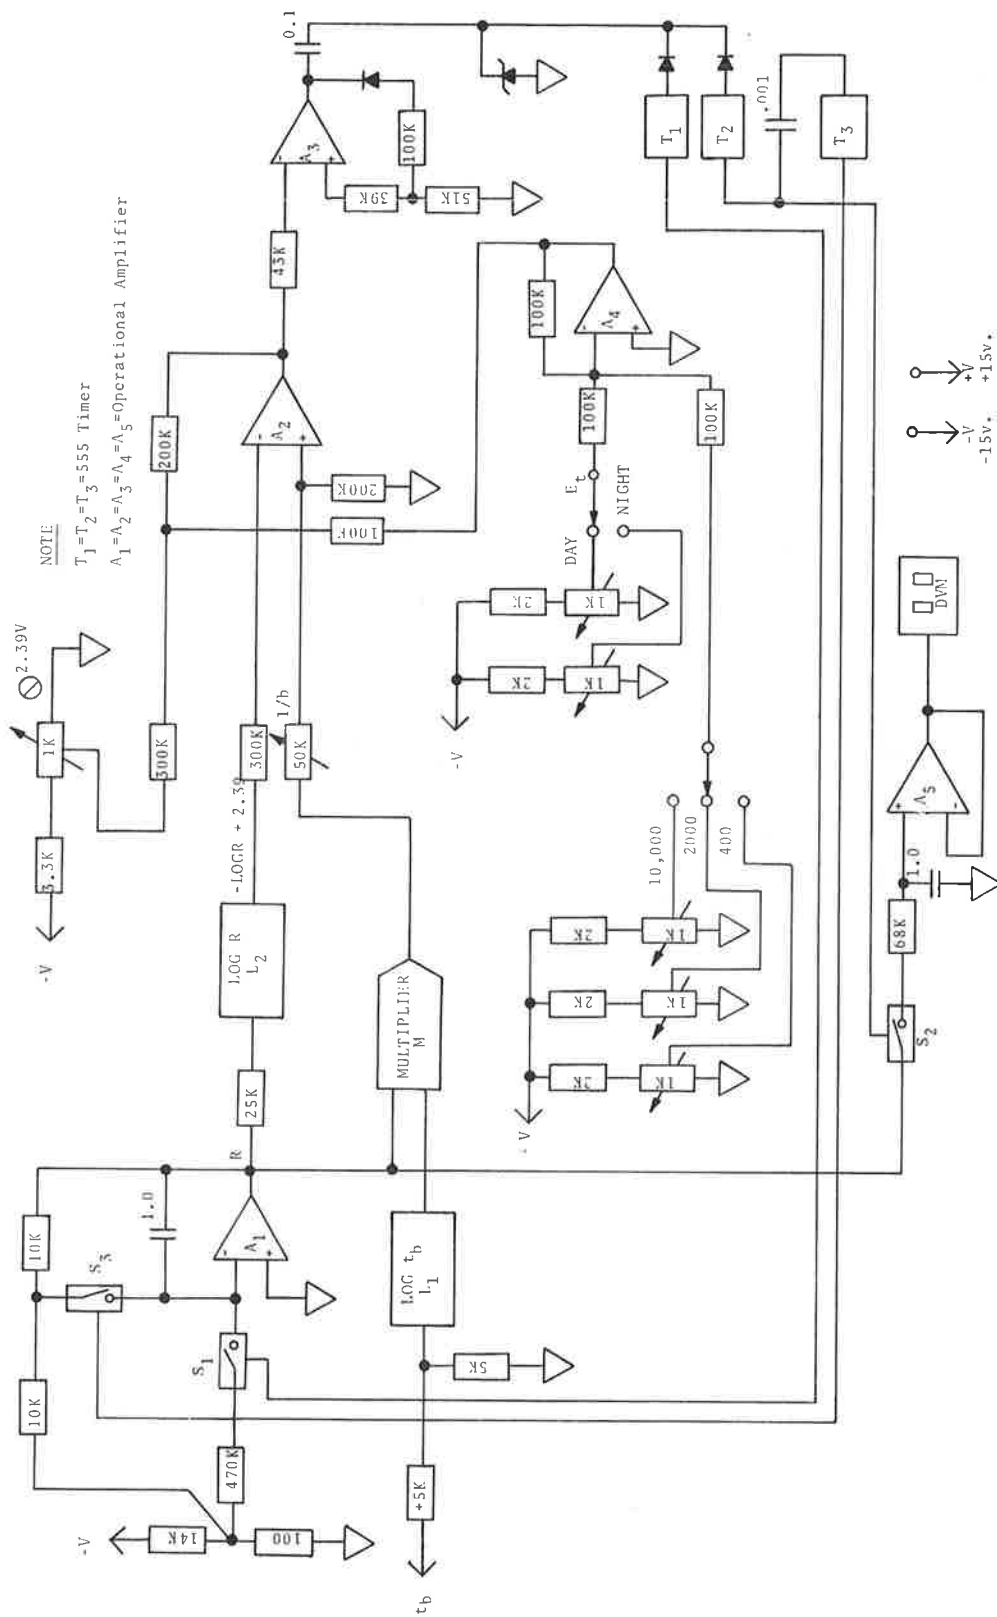 NOTE
T1=T2=T3=555 Timer
A1=A2=A3=A4=A5=Operational Amplifier
-V
3.3K
1K
2.39V
300K
200K
100F
10K
10K
S3
1.0
-V
14K
100
470K
S1
A1
R
25K
LOG R
L2
-LOGR + 2.39
300K
50K
1/b
A2
200K
43K
A3
39K
51K
100K
0.1
tb
+5K
5K
LOG tb
L1
MULTIPLIER
M
-V
2K
2K
1K
1K
DAY
NIGHT
Et
100K
100K
100K
A4
T1
T2
T3
.001
V
2K
2K
2K
1K
1K
1K
10,000
2000
400
S2
68K
1.0
A5
DVM
-V
-15v.
+V
+15v.